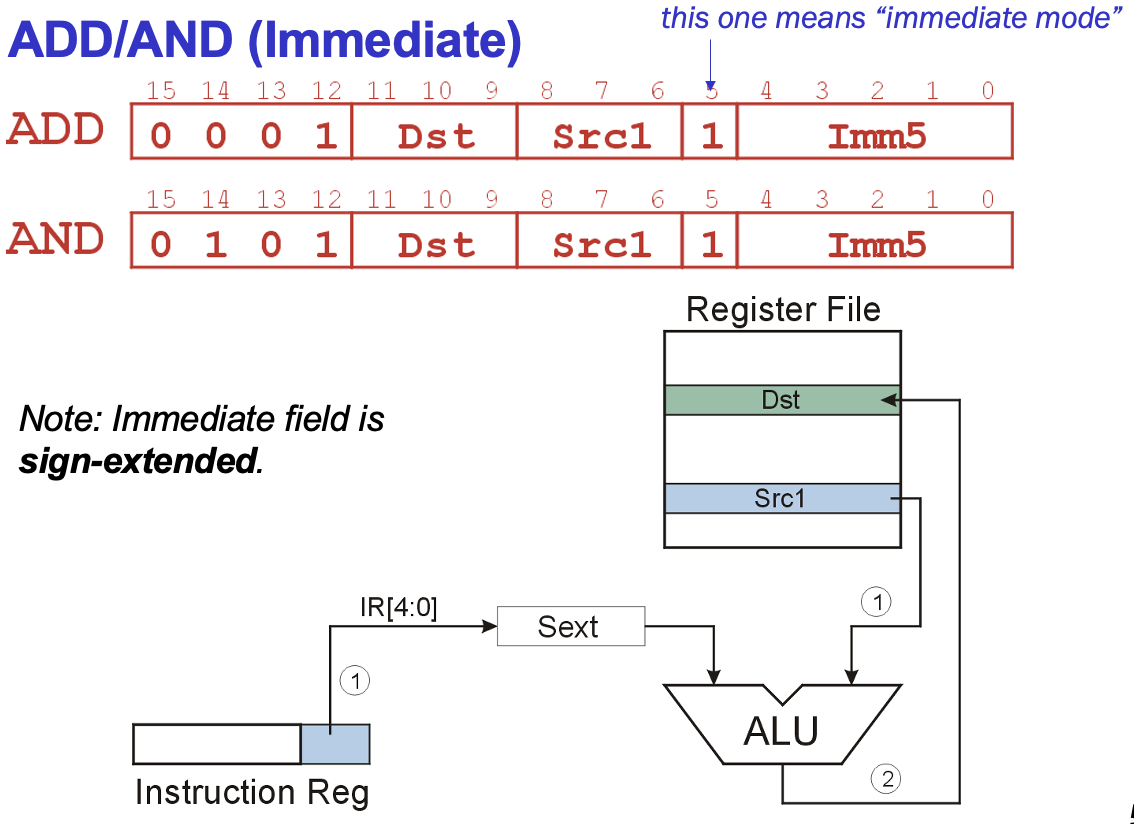 this one means “immediate mode”
ADD/AND (Immediate)
15 14 13 12 11 10 9 8 7 6 5 4 3 2 1 0
ADD 0 0 0 1 Dst Src1 1 Imm5
15 14 13 12 11 10 9 8 7 6 5 4 3 2 1 0
AND 0 1 0 1 Dst Src1 1 Imm5
Register File
Dst
Note: Immediate field is
sign-extended.
Src1
IR[4:0]
1
Sext
1
ALU
2
Instruction Reg